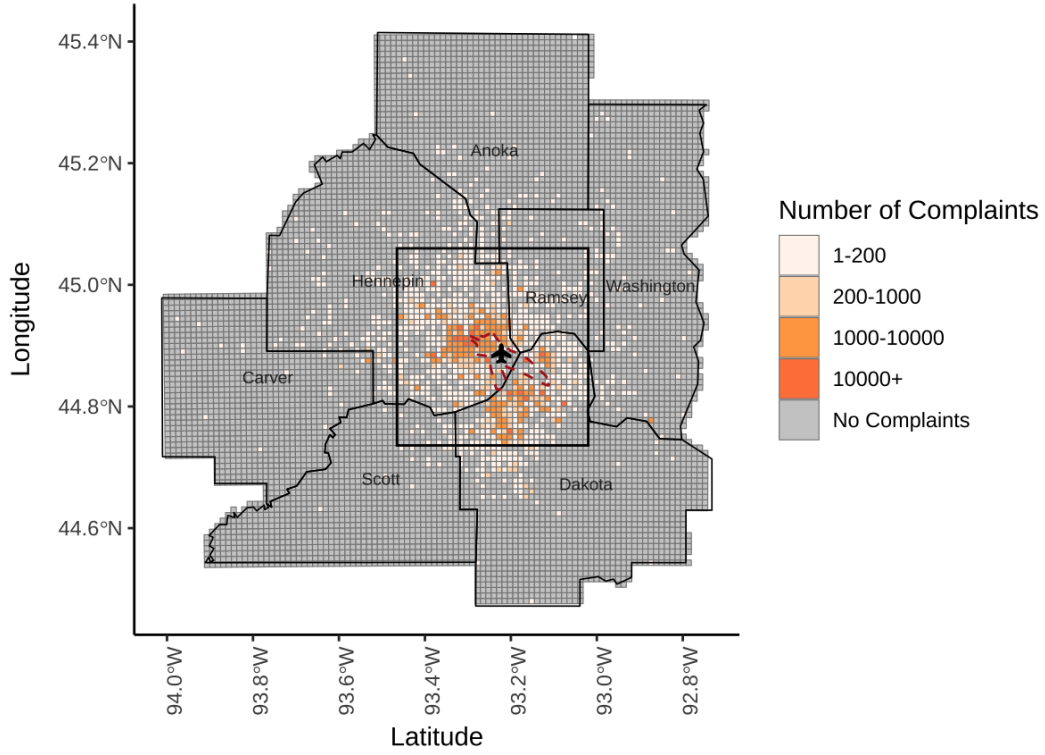 45.4°N
45.2°N
45.0°N
44.8°N
44.6°N
Longitude
Anoka
Hennepin
Ramsey
Washington
Carver
Scott
Dakota
94.0°W
93.8°W
93.6°W
93.4°W
93.2°W
93.0°W
92.8°W
Latitude
Number of Complaints
1-200
200-1000
1000-10000
10000+
No Complaints